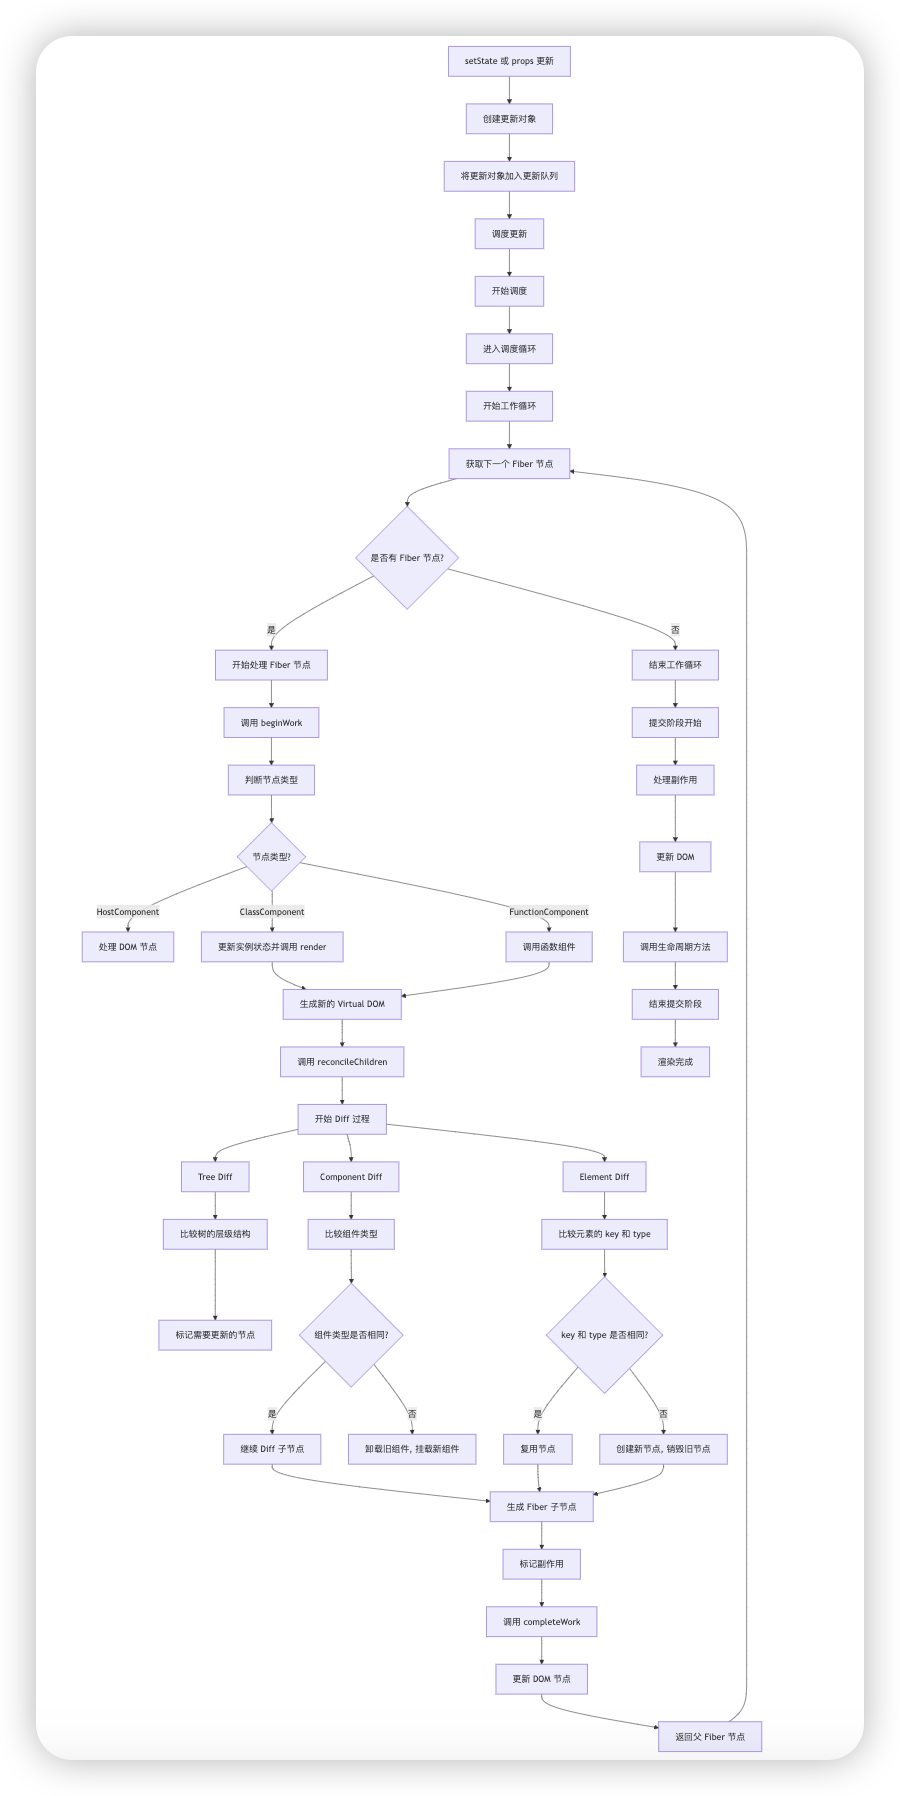 setState 或 props 更新
创建更新对象
将更新对象加入更新队列
调度更新
开始调度
进入调度循环
开始工作循环
获取下一个 Fiber 节点
是否有 Fiber 节点?
是
否
开始处理 Fiber 节点
结束工作循环
调用 beginWork
提交阶段开始
判断节点类型
处理副作用
节点类型?
更新 DOM
HostComponent
ClassComponent
FunctionComponent
处理 DOM 节点
更新实例状态并调用 render
调用函数组件
调用生命周期方法
生成新的 Virtual DOM
结束提交阶段
调用 reconcileChildren
渲染完成
开始 Diff 过程
Tree Diff
Component Diff
Element Diff
比较树的层级结构
比较组件类型
比较元素的 key 和 type
标记需要更新的节点
组件类型是否相同?
key 和 type 是否相同?
是
否
是
否
继续 Diff 子节点
卸载旧组件, 挂载新组件
复用节点
创建新节点, 销毁旧节点
生成 Fiber 子节点
标记副作用
调用 completeWork
更新 DOM 节点
返回父 Fiber 节点